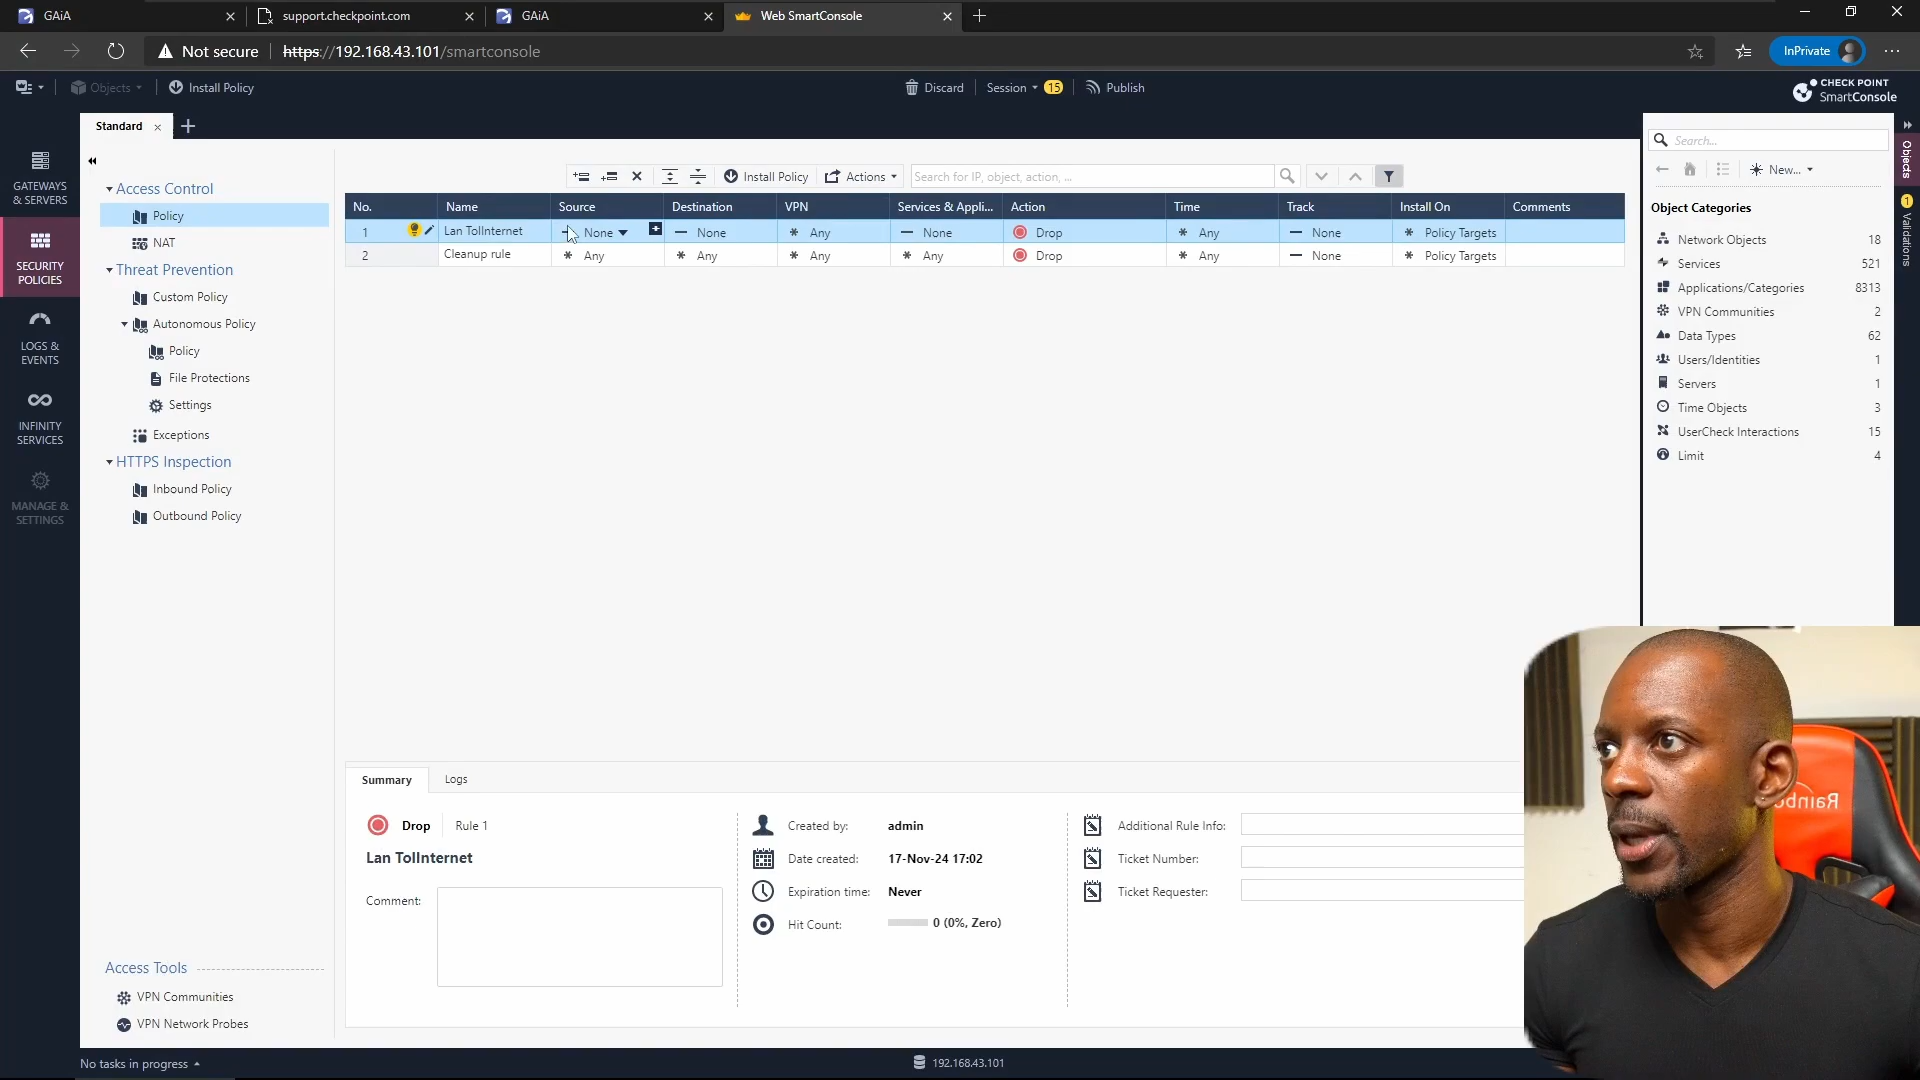 GAiA
support.checkpoint.com
GAiA
Web SmartConsole
Not secure
https://192.168.43.101/smartconsole
InPrivate
Objects
Install Policy
Discard
Session
15
Publish
CHECK POINT
SmartConsole
Standard
GATEWAYS
& SERVERS
SECURITY
POLICIES
LOGS &
EVENTS
INFINITY
SERVICES
MANAGE &
SETTINGS
Access Control
Policy
NAT
Threat Prevention
Custom Policy
Autonomous Policy
Policy
File Protections
Settings
Exceptions
HTTPS Inspection
Inbound Policy
Outbound Policy
Access Tools
VPN Communities
VPN Network Probes
Install Policy
Actions
Search for IP, object, action, ...
No. Name Source Destination VPN Services & Appli... Action Time Track Install On Comments
1 Lan TolInternet None None Any None Drop Any None Policy Targets
2 Cleanup rule Any Any Any Any Drop Any None Policy Targets
Summary
Logs
Drop
Rule 1
Lan TolInternet
Comment:
Created by: admin
Date created: 17-Nov-24 17:02
Expiration time: Never
Hit Count: 0 (0%, Zero)
Additional Rule Info:
Ticket Number:
Ticket Requester:
Search...
New...
Object Categories
Network Objects 18
Services 521
Applications/Categories 8313
VPN Communities 2
Data Types 62
Users/Identities 1
Servers 1
Time Objects 3
UserCheck Interactions 15
Limit 4
Objects
1
Validations
No tasks in progress
192.168.43.101